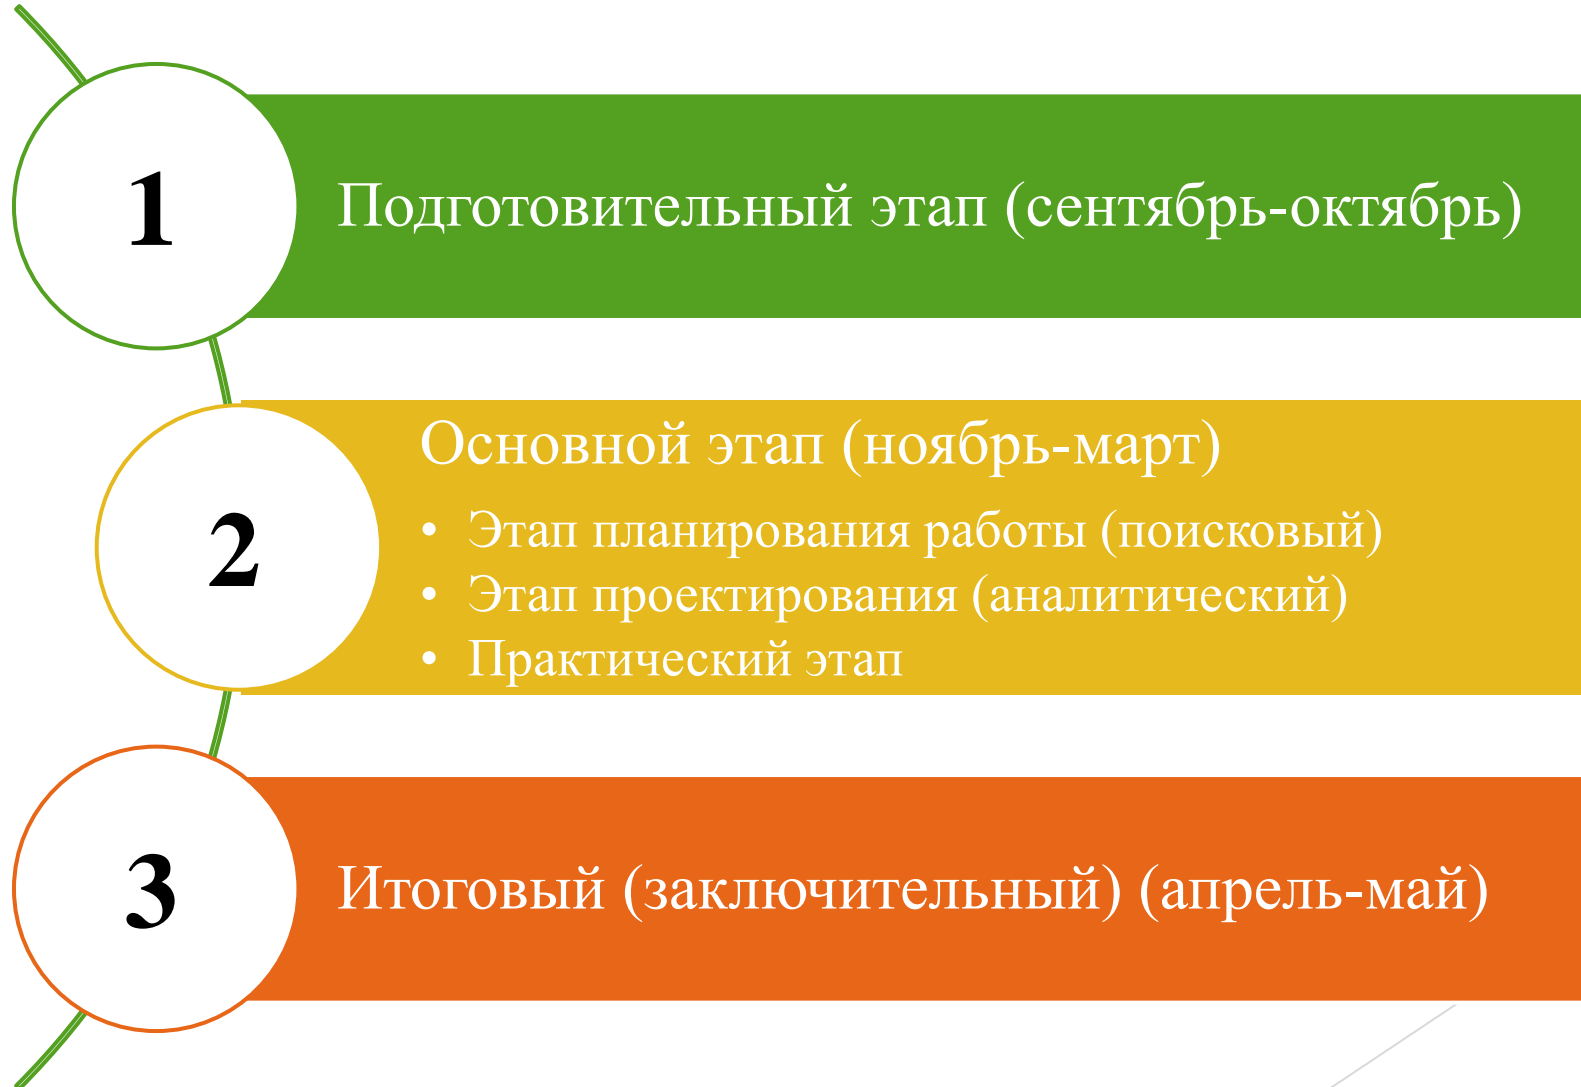 1
Подготовительный этап (сентябрь-октябрь)
2
Основной этап (ноябрь-март)
• Этап планирования работы (поисковый)
• Этап проектирования (аналитический)
• Практический этап
3
Итоговый (заключительный) (апрель-май)